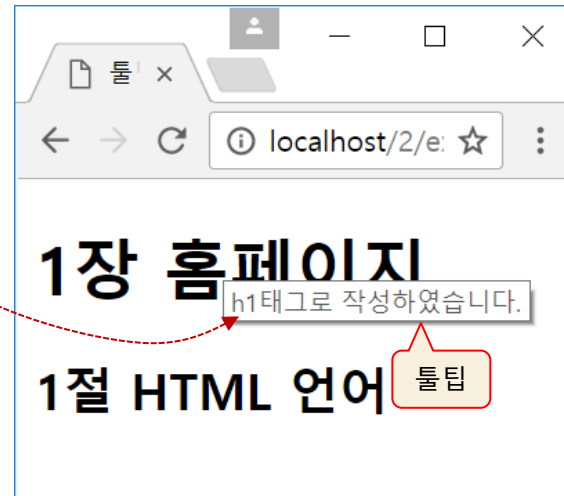 툴
localhost/2/e
1장 홈페이지
h1태그로 작성하였습니다.
툴팁
1절 HTML 언어